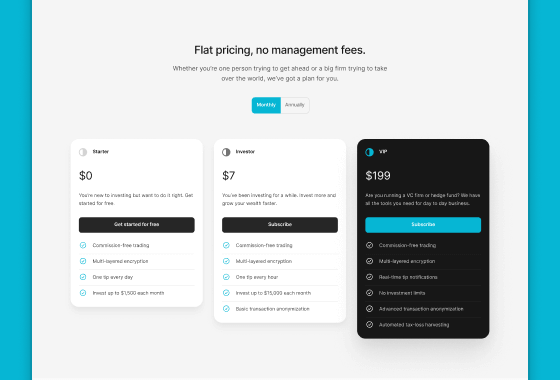 Flat pricing, no management fees.
Whether you're one person trying to get ahead or a big firm trying to take
over the world, we've got a plan for you.
Monthly
Annually
Starter
$0
You're new to investing but want to do it right. Get
started for free.
Get started for free
Commission-free trading
Multi-layered encryption
One tip every day
Invest up to $1,500 each month
Investor
$7
You've been investing for a while. Invest more and
grow your wealth faster.
Subscribe
Commission-free trading
Multi-layered encryption
One tip every hour
Invest up to $15,000 each month
Basic transaction anonymization
VIP
$199
Are you running a VC firm or hedge fund? We have
all the tools you need for day to day business.
Subscribe
Commission-free trading
Multi-layered encryption
Real-time tip notifications
No investment limits
Advanced transaction anonymization
Automated tax-loss harvesting